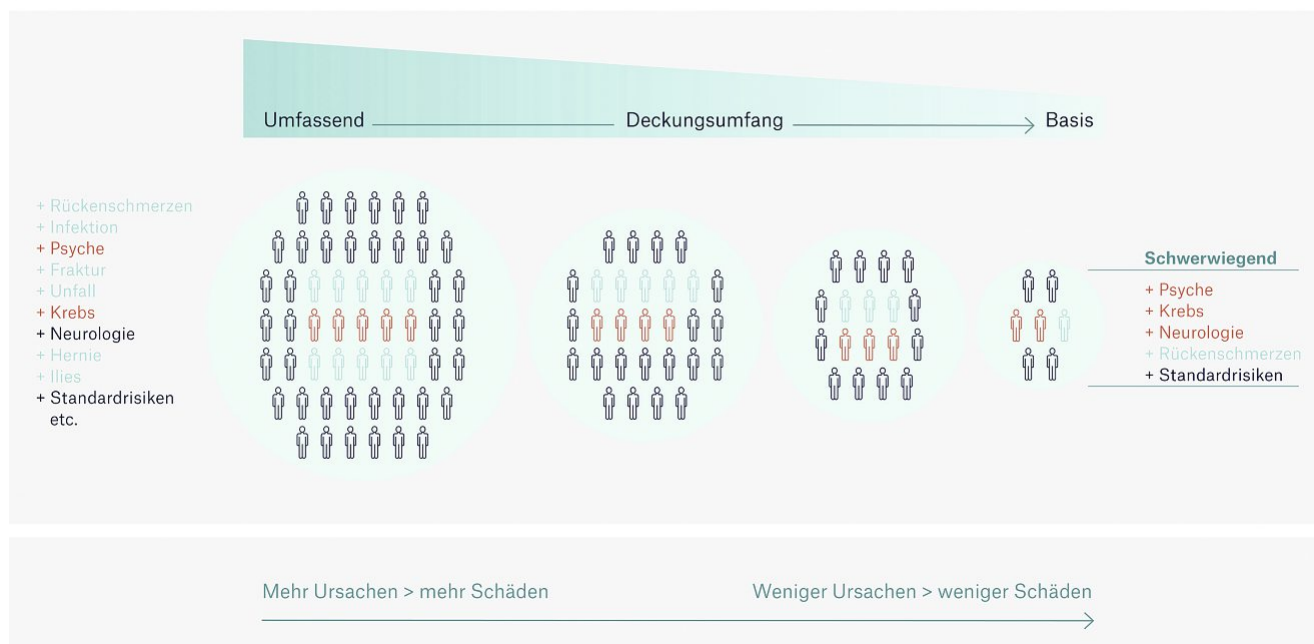 Umfassend
Deckungsumfang
Basis
+ Rückenschmerzen
+ Infektion
+ Psyche
+ Fraktur
+ Unfall
+ Krebs
+ Neurologie
+ Hernie
+ Ilies
+ Standardrisiken
etc.
Schwerwiegend
+ Psyche
+ Krebs
+ Neurologie
+ Rückenschmerzen
+ Standardrisiken
Mehr Ursachen > mehr Schäden
Weniger Ursachen > weniger Schäden